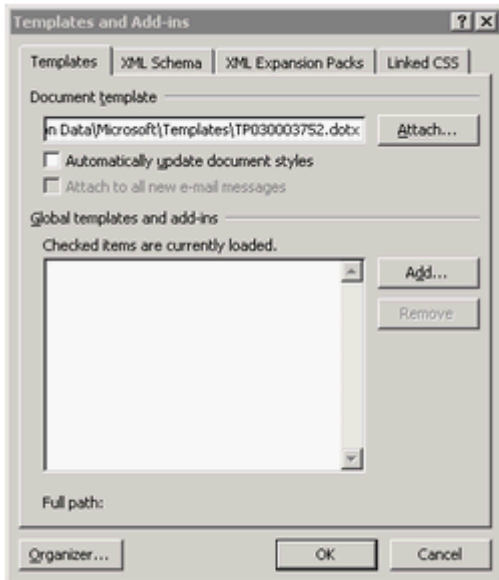 Templates and Add-ins
Templates XML Schema XML Expansion Packs Linked CSS
Document template
n Data\Microsoft\Templates\TP030003752.dotx Attach...
Automatically update document styles
Attach to all new e-mail messages
Global templates and add-ins
Checked items are currently loaded.
Add...
Remove
Full path:
Organizer... OK Cancel